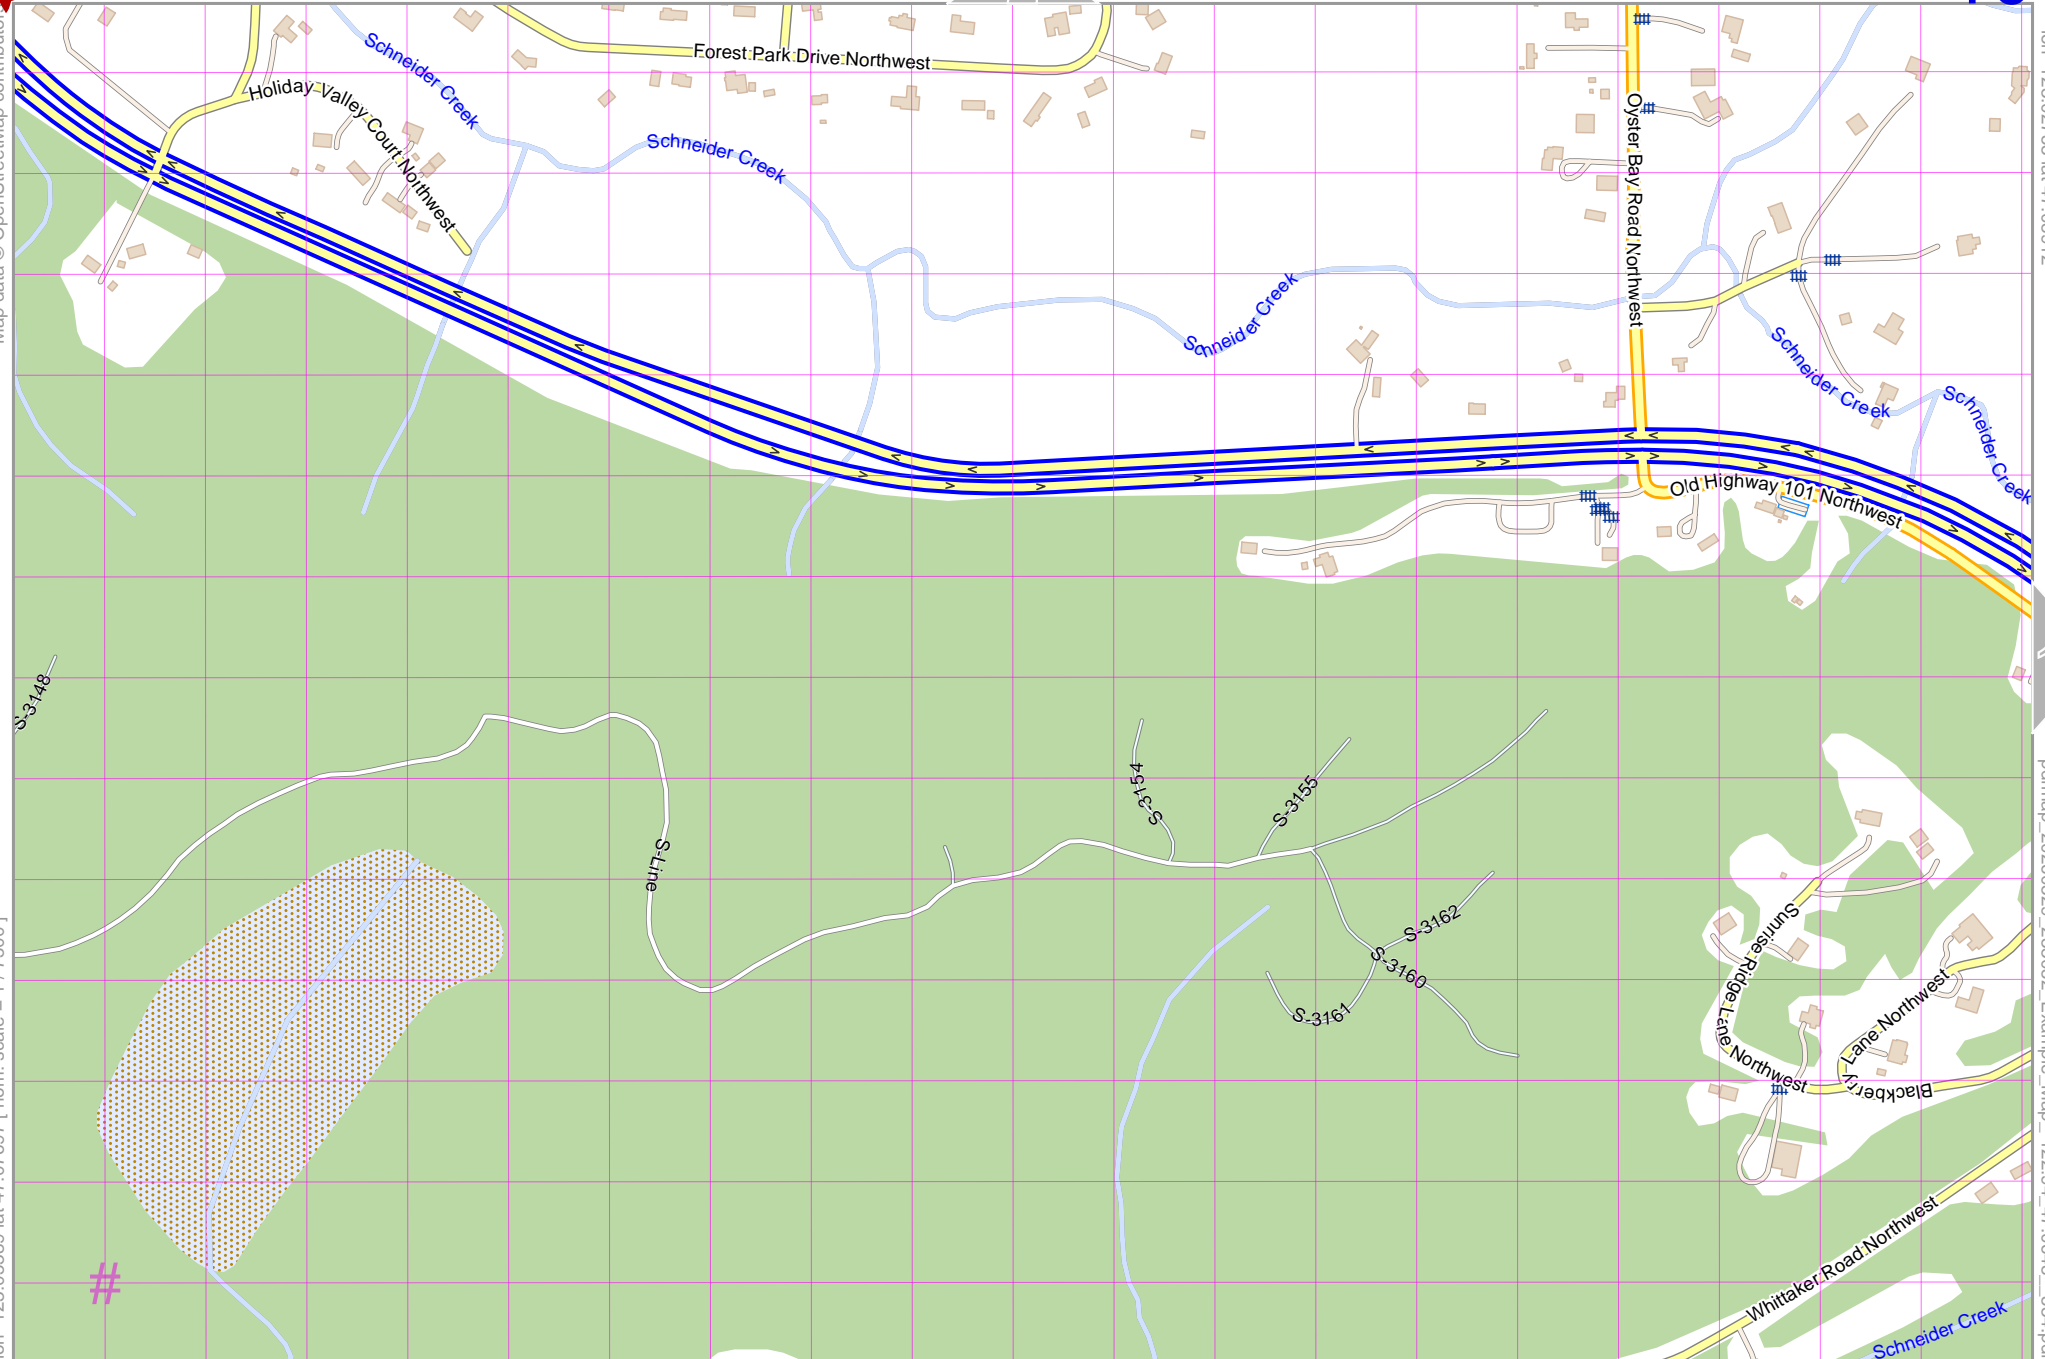 Forest Park Drive Northwest
Schneider Creek
Holiday Valley Court Northwest
Schneider Creek
Oyster Bay Road Northwest
Schneider Creek
Schneider Creek
Schneider Creek
Old Highway 101 Northwest
S-3148
S-3154
S-3155
S-Line
S-3162
S-3160
S-3161
Sunrise Ridge Lane Northwest
Blackberry Lane Northwest
Whittaker Road Northwest
Schneider Creek
#